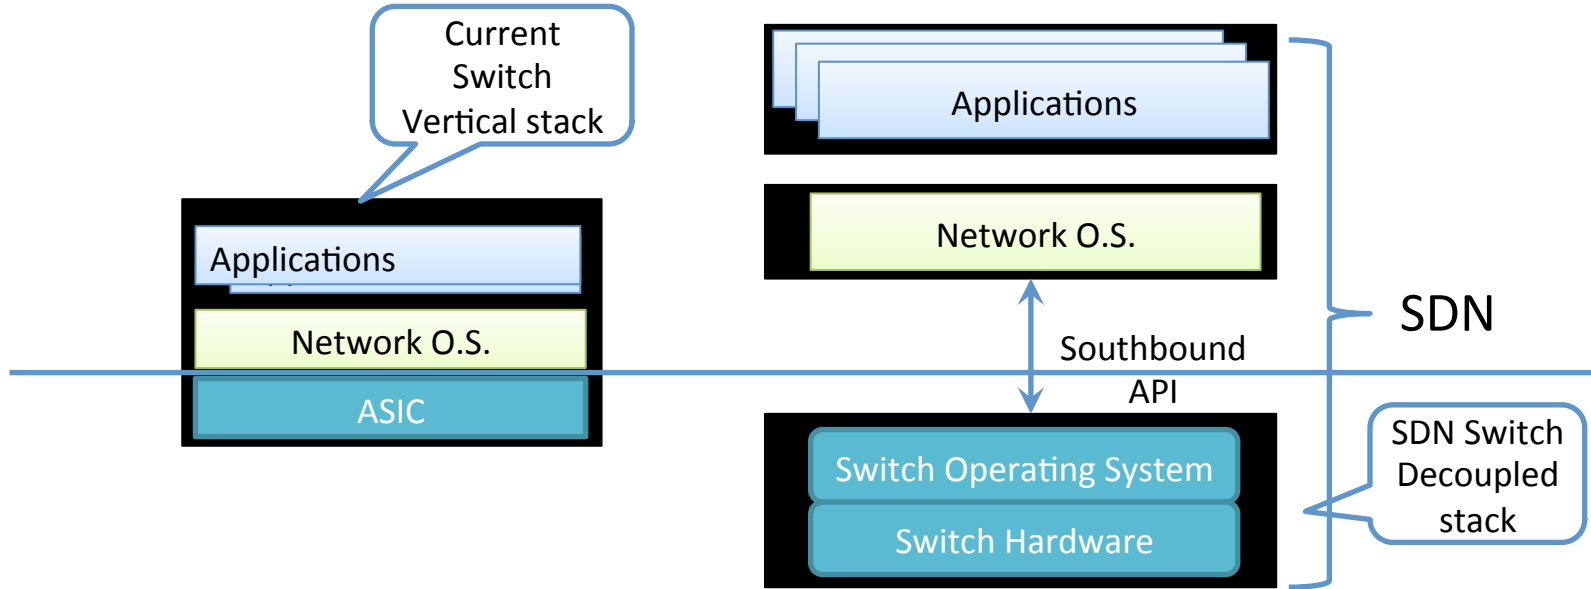 Current
Switch
Vertical stack
Applications
Network O.S.
ASIC
Applications
Network O.S.
Southbound
API
Switch Operating System
Switch Hardware
SDN
SDN Switch
Decoupled
stack